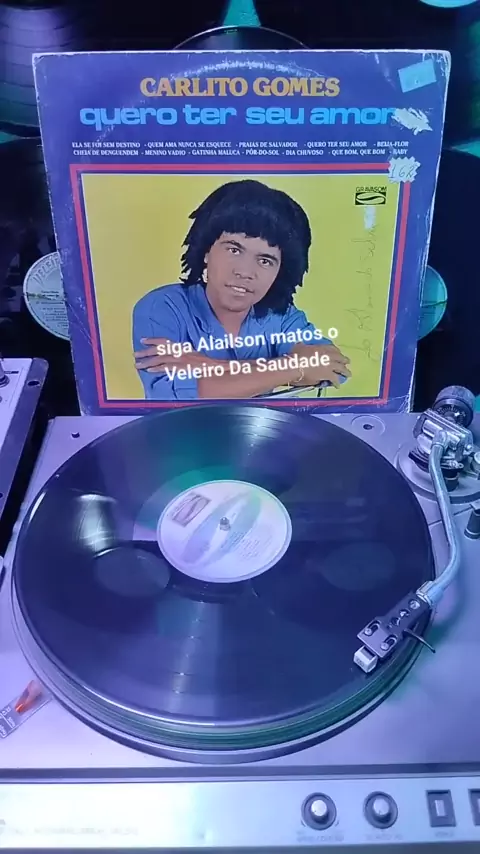 CARLITO GOMES
quero ter seu amor
ELA SE FOI SEM DESTINO - QUEM AMA NUNCA SE ESQUECE - PRAIAS DE SALVADOR - QUERO TER SEU AMOR - BEIJA-FLOR
CHEIA DE DENGUENDEM - MENINO VADIO - GATINHA MALUCA - PÔR-DO-SOL - DIA CHUVOSO - QUE BOM, QUE BOM - BABY
GRAVASOM
siga Alailson matos o
Veleiro Da Saudade